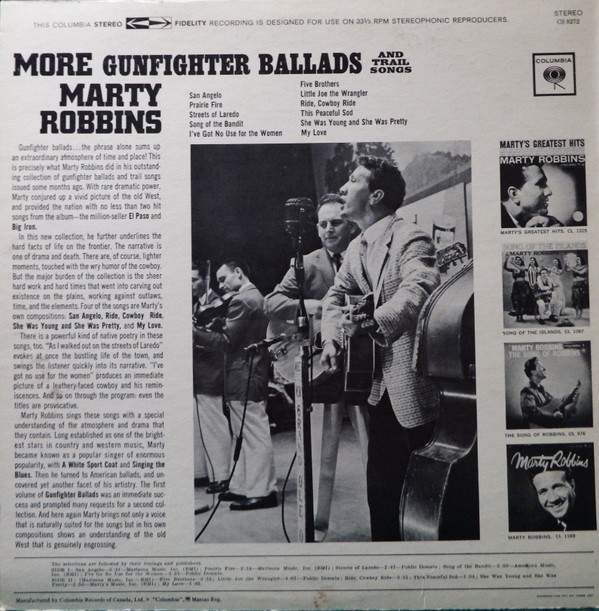 THIS COLUMBIA STEREO FIDELITY RECORDING IS DESIGNED FOR USE ON 33⅓ RPM STEREOPHONIC REPRODUCERS.
STEREO
CS 8272
MORE GUNFIGHTER BALLADS AND TRAIL SONGS
MARTY
ROBBINS
San Angelo
Prairie Fire
Streets of Laredo
Song of the Bandit
I've Got No Use for the Women
Five Brothers
Little Joe the Wrangler
Ride, Cowboy Ride
This Peaceful Sod
She Was Young and She Was Pretty
My Love
COLUMBIA
Gunfighter ballads...the phrase alone sums up
an extraordinary atmosphere of time and place! This
is precisely what Marty Robbins did in his outstand-
ing collection of gunfighter ballads and trail songs
issued some months ago. With rare dramatic power,
Marty conjured up a vivid picture of the old West,
and provided the nation with no less than two hit
songs from the album—the million-seller El Paso and
Big Iron.
In this new collection, he further underlines the
hard facts of life on the frontier. The narrative is
one of drama and death. There are, of course, lighter
moments, touched with the wry humor of the cowboy.
But the major burden of the collection is the sheer
hard work and hard times that went into carving out
existence on the plains, working against outlaws,
time, and the elements. Four of the songs are Marty's
own compositions: San Angelo, Ride, Cowboy Ride,
She Was Young and She Was Pretty, and My Love.
There is a powerful kind of native poetry in these
songs, too. "As I walked out on the streets of Laredo"
evokes at once the bustling life of the town, and
swings the listener quickly into its narrative. "I've
got no use for the women" produces an immediate
picture of a leathery-faced cowboy and his remin-
iscences. And so on through the program: even the
titles are provocative.
Marty Robbins sings these songs with a special
understanding of the atmosphere and drama that
they contain. Long established as one of the bright-
est stars in country and western music, Marty
became known as a popular singer of enormous
popularity, with A White Sport Coat and Singing the
Blues. Then he turned to American ballads, and un-
covered yet another facet of his artistry. The first
volume of Gunfighter Ballads was an immediate suc-
cess and prompted many requests for a second col-
lection. And here again Marty brings not only a voice
that is naturally suited for the songs but in his own
compositions shows an understanding of the old
West that is genuinely engrossing.
MARTY'S GREATEST HITS
MARTY ROBBINS
MARTY'S GREATEST HITS, CL 1325
SONG OF THE ISLANDS
MARTY ROBBINS
SONG OF THE ISLANDS, CL 1087
MARTY ROBBINS
THE SONG OF ROBBINS
THE SONG OF ROBBINS, CL 976
Marty Robbins
MARTY ROBBINS, CL 1189
The selections are followed by their timings and publishers.
Manufactured by Columbia Records of Canada, Ltd. • "Columbia", Marcas Reg.